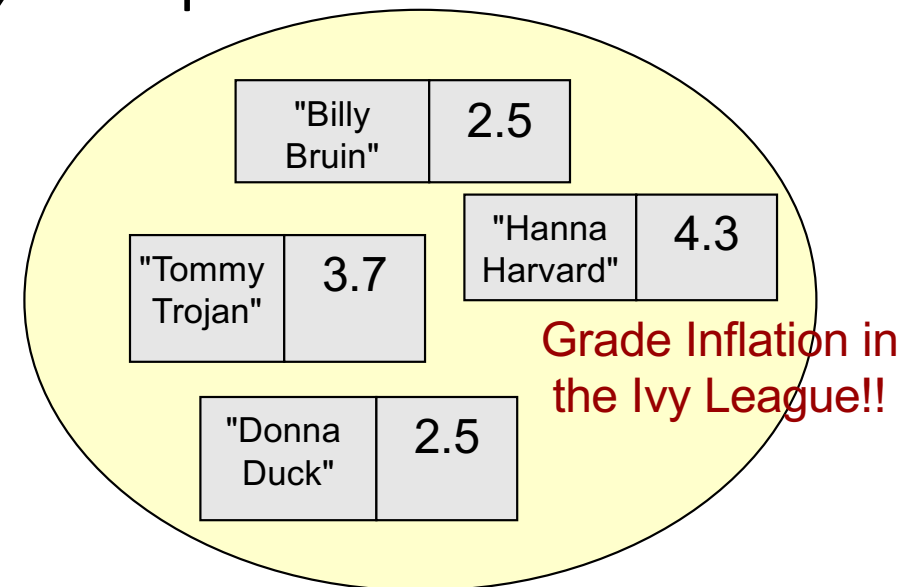 "Billy
Bruin"
2.5
"Hanna
Harvard"
4.3
"Tommy
Trojan"
3.7
Grade Inflation in
the Ivy League!!
"Donna
Duck"
2.5